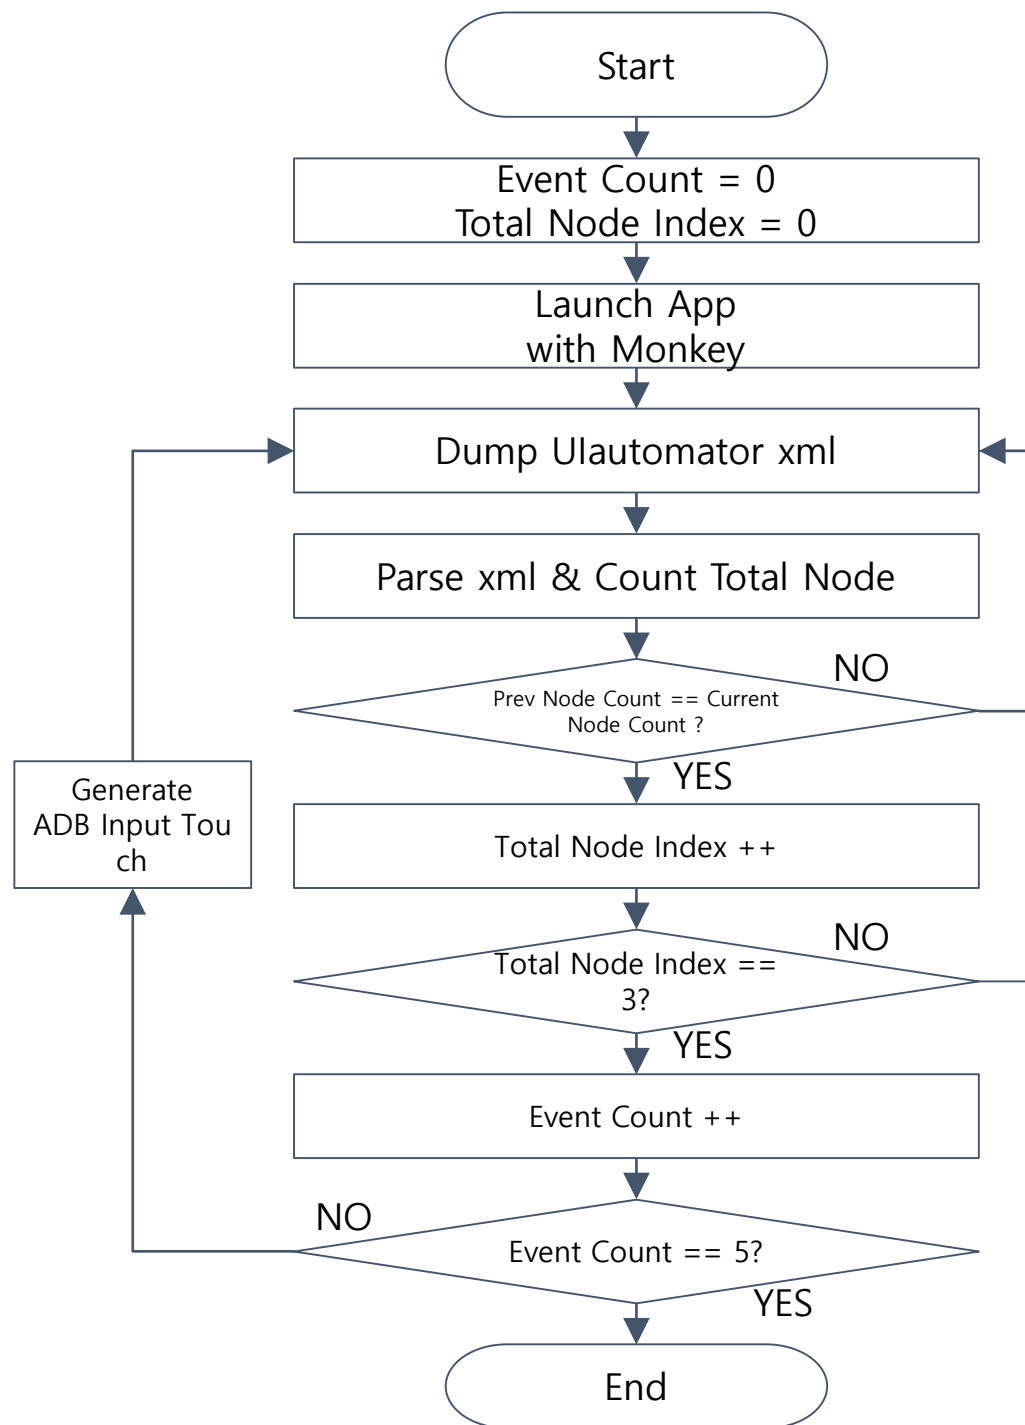 Start
Event Count = 0
Total Node Index = 0
Launch App
with Monkey
Dump UIautomator xml
Parse xml & Count Total Node
NO
Prev Node Count == Current
Node Count ?
YES
Generate
ADB Input Tou
ch
Total Node Index ++
NO
Total Node Index ==
3?
YES
Event Count ++
NO
Event Count == 5?
YES
End